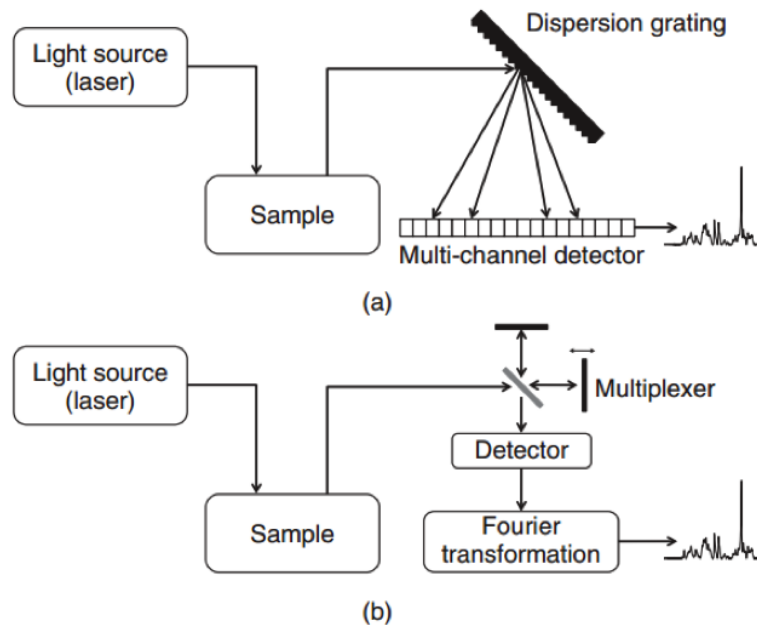 Light source
(laser)
Dispersion grating
Sample
Multi-channel detector
(a)
Light source
(laser)
Multiplexer
Detector
Sample
Fourier
transformation
(b)